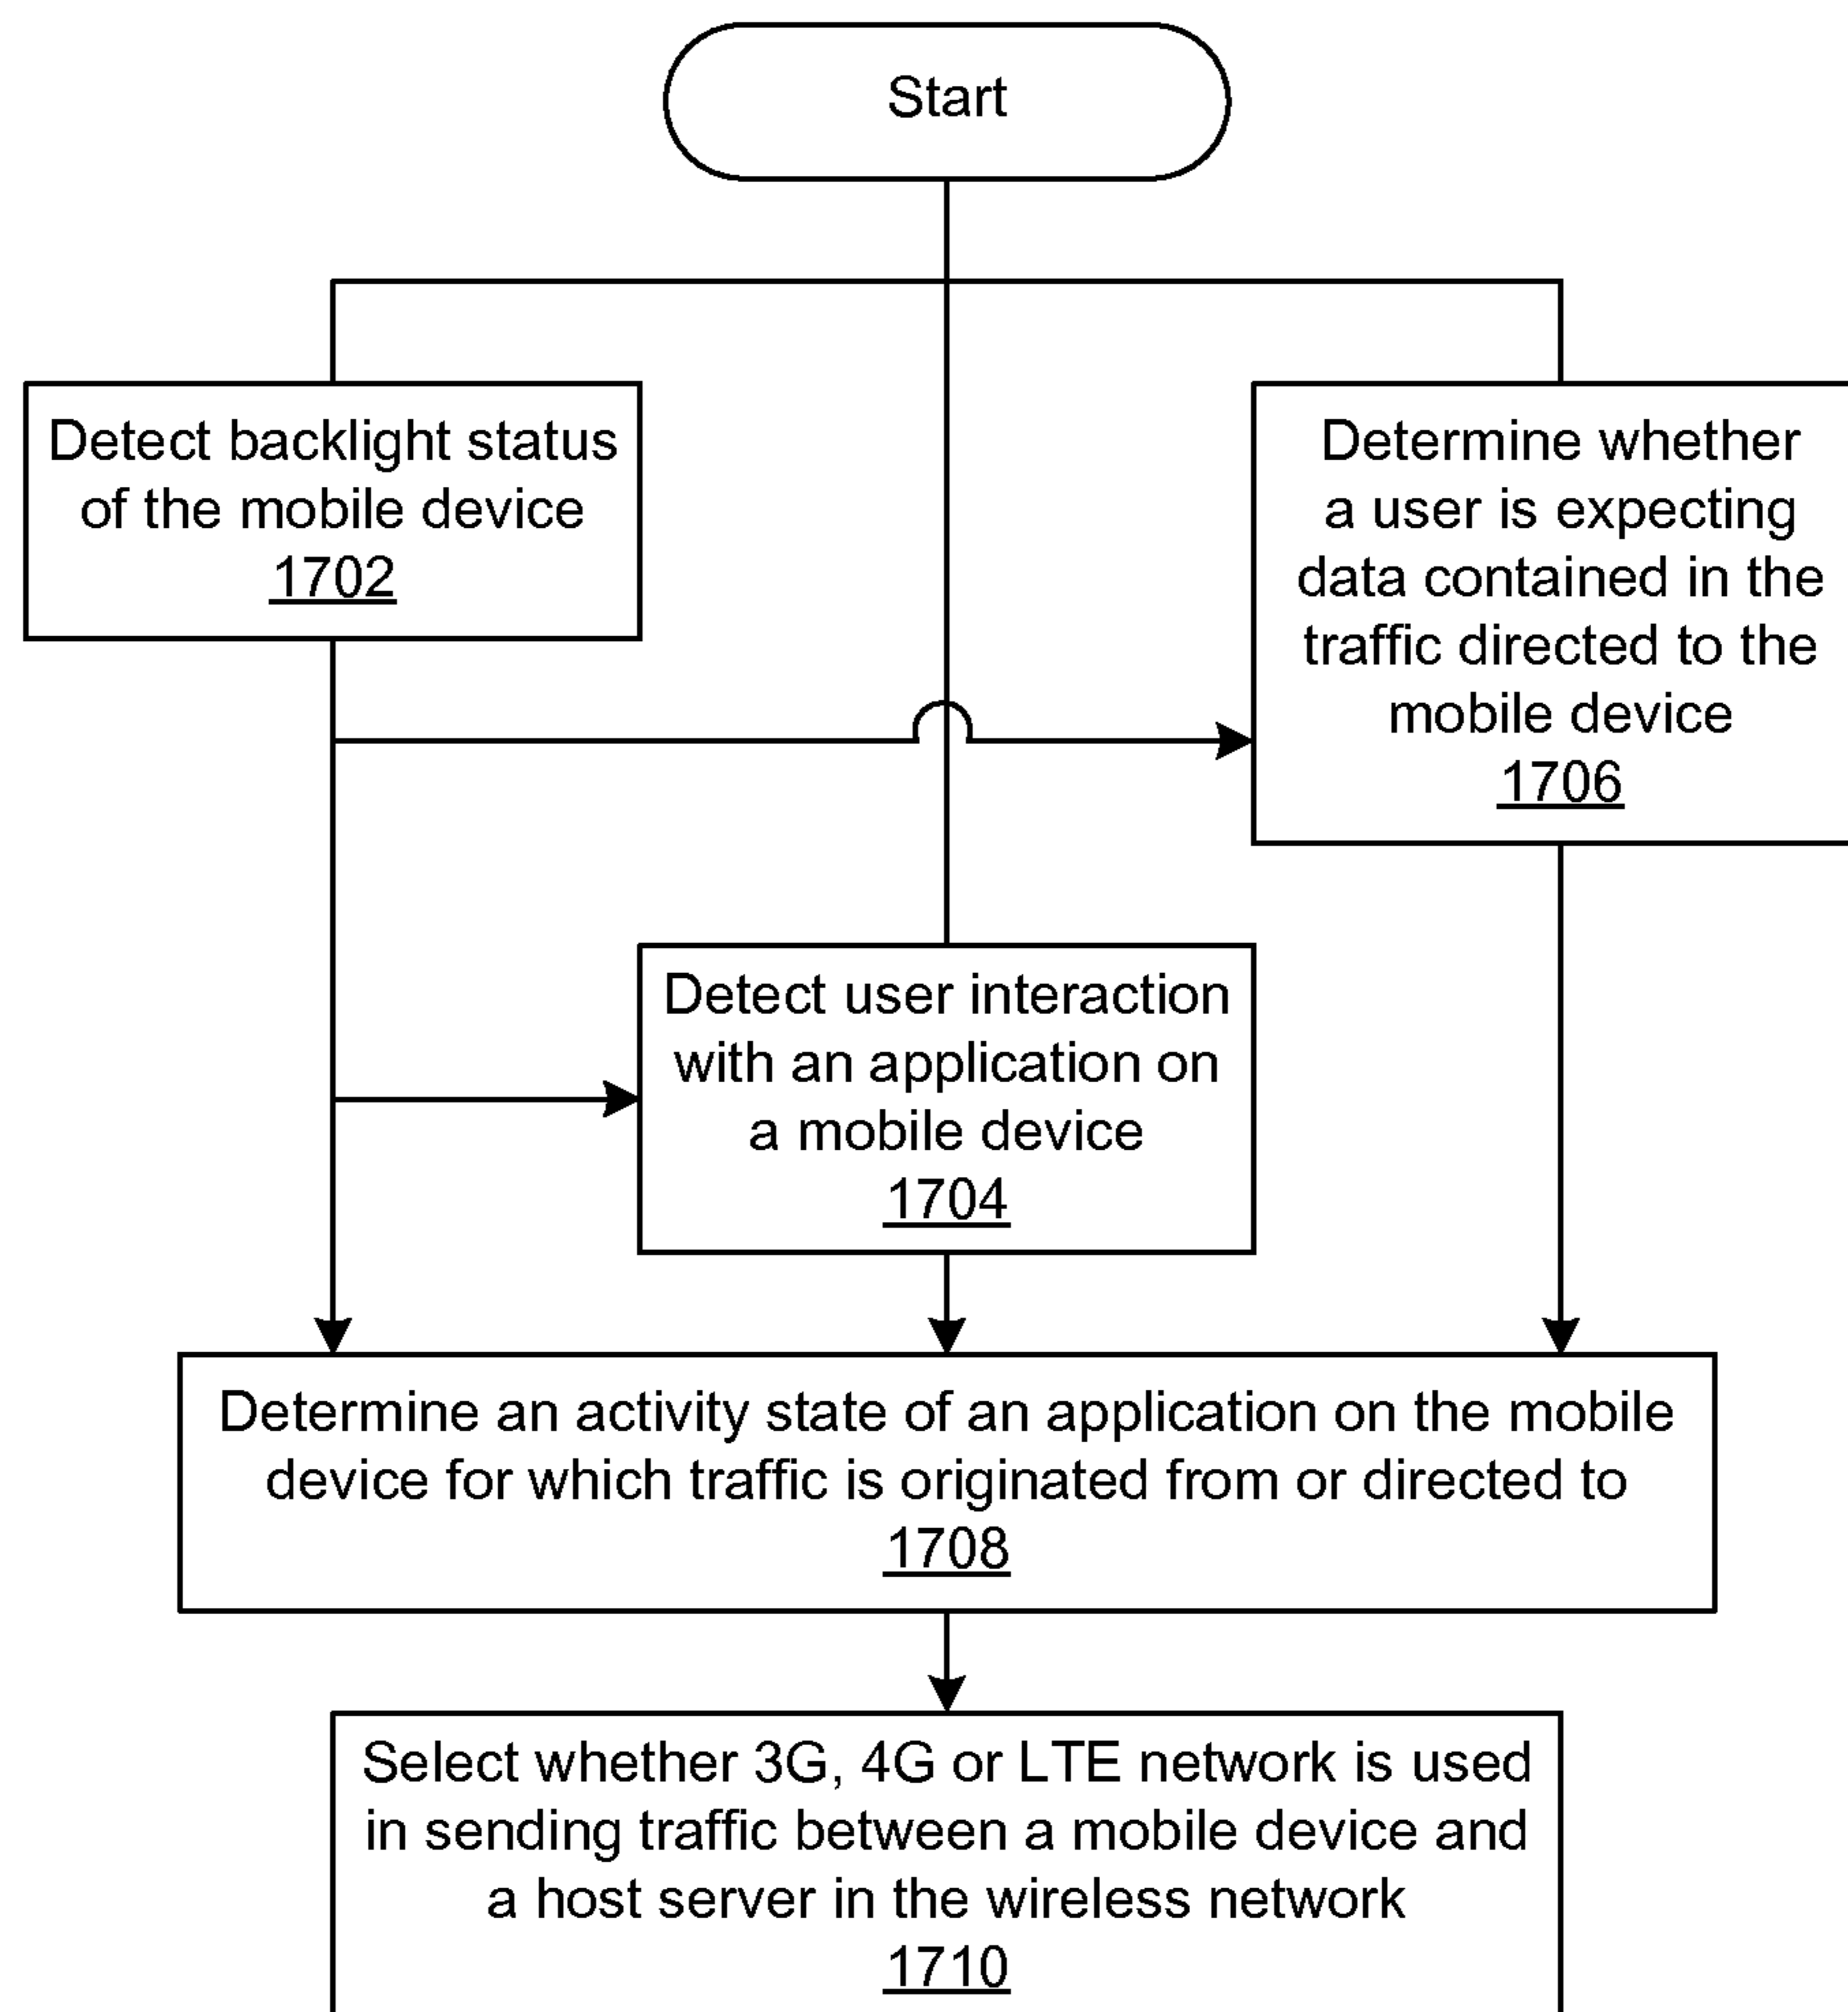 Start
Detect backlight status
of the mobile device
1702
Determine whether
a user is expecting
data contained in the
traffic directed to the
mobile device
1706
Detect user interaction
with an application on
a mobile device
1704
Determine an activity state of an application on the mobile
device for which traffic is originated from or directed to
1708
Select whether 3G, 4G or LTE network is used
in sending traffic between a mobile device and
a host server in the wireless network
1710